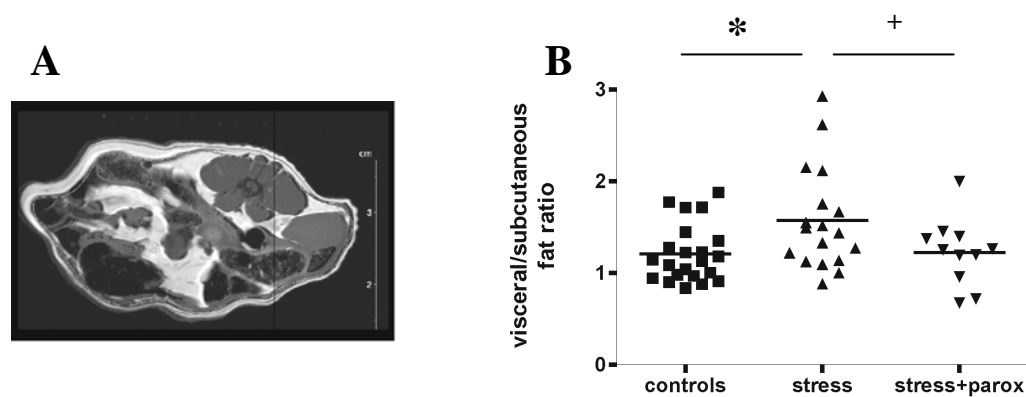 A
cm
3
2
B
*
+
visceral/subcutaneous
fat ratio
3
2
1
0
controls
stress
stress+parox